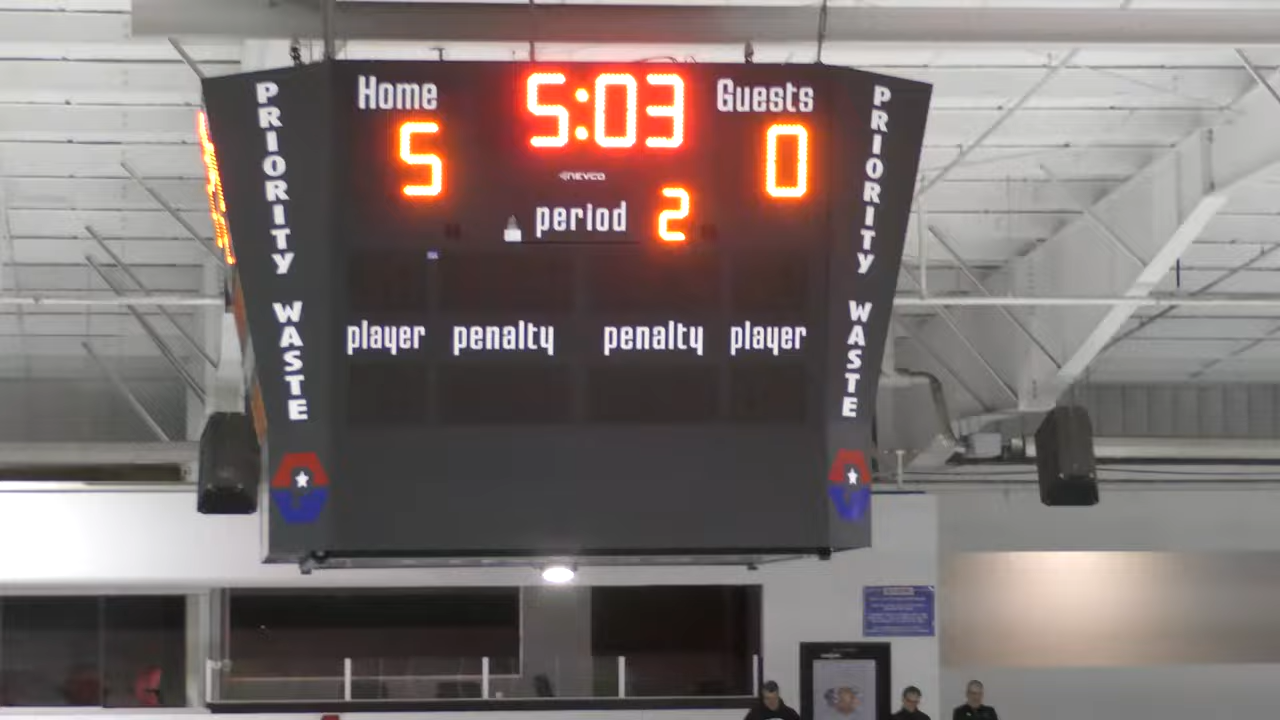 Home 5:03 Guests
5 0
NEVCO
period 2
player penalty penalty player
PRIORITY WASTE
PRIORITY WASTE